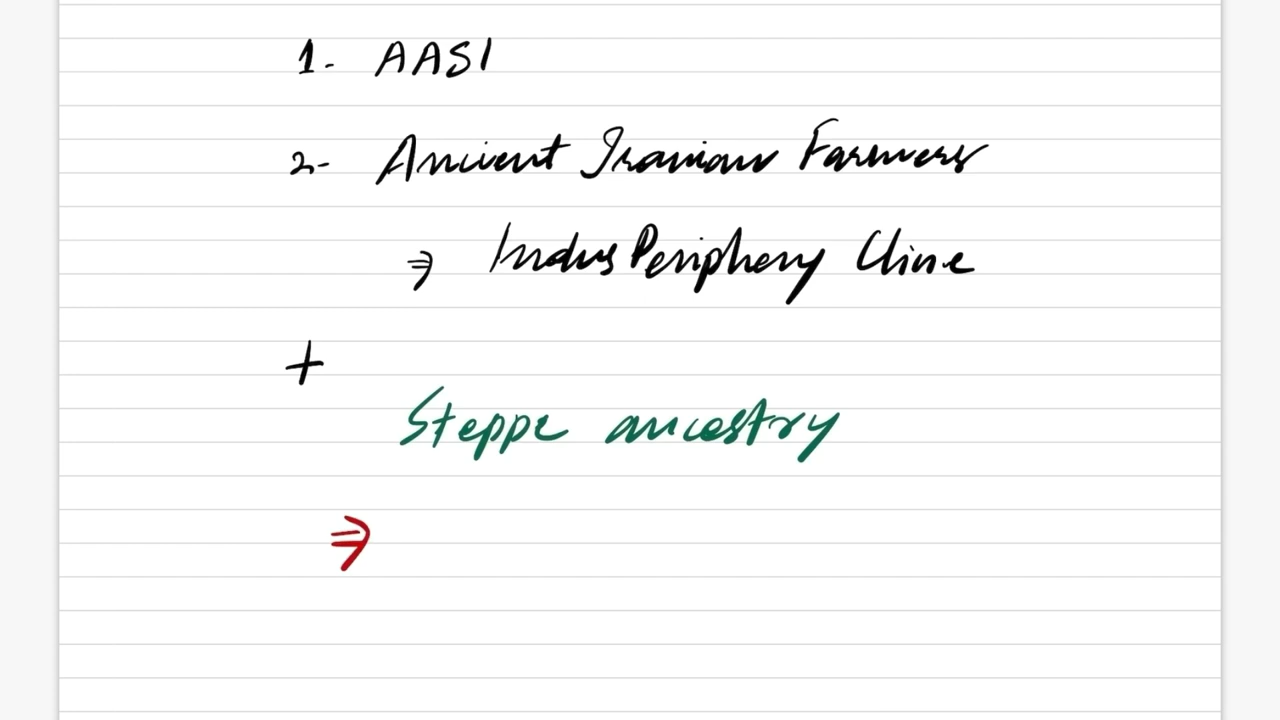 1. AASI
2- Ancient Iranian Farmers
⇒ Indus Periphery Cline
+
Steppe ancestry
⇒